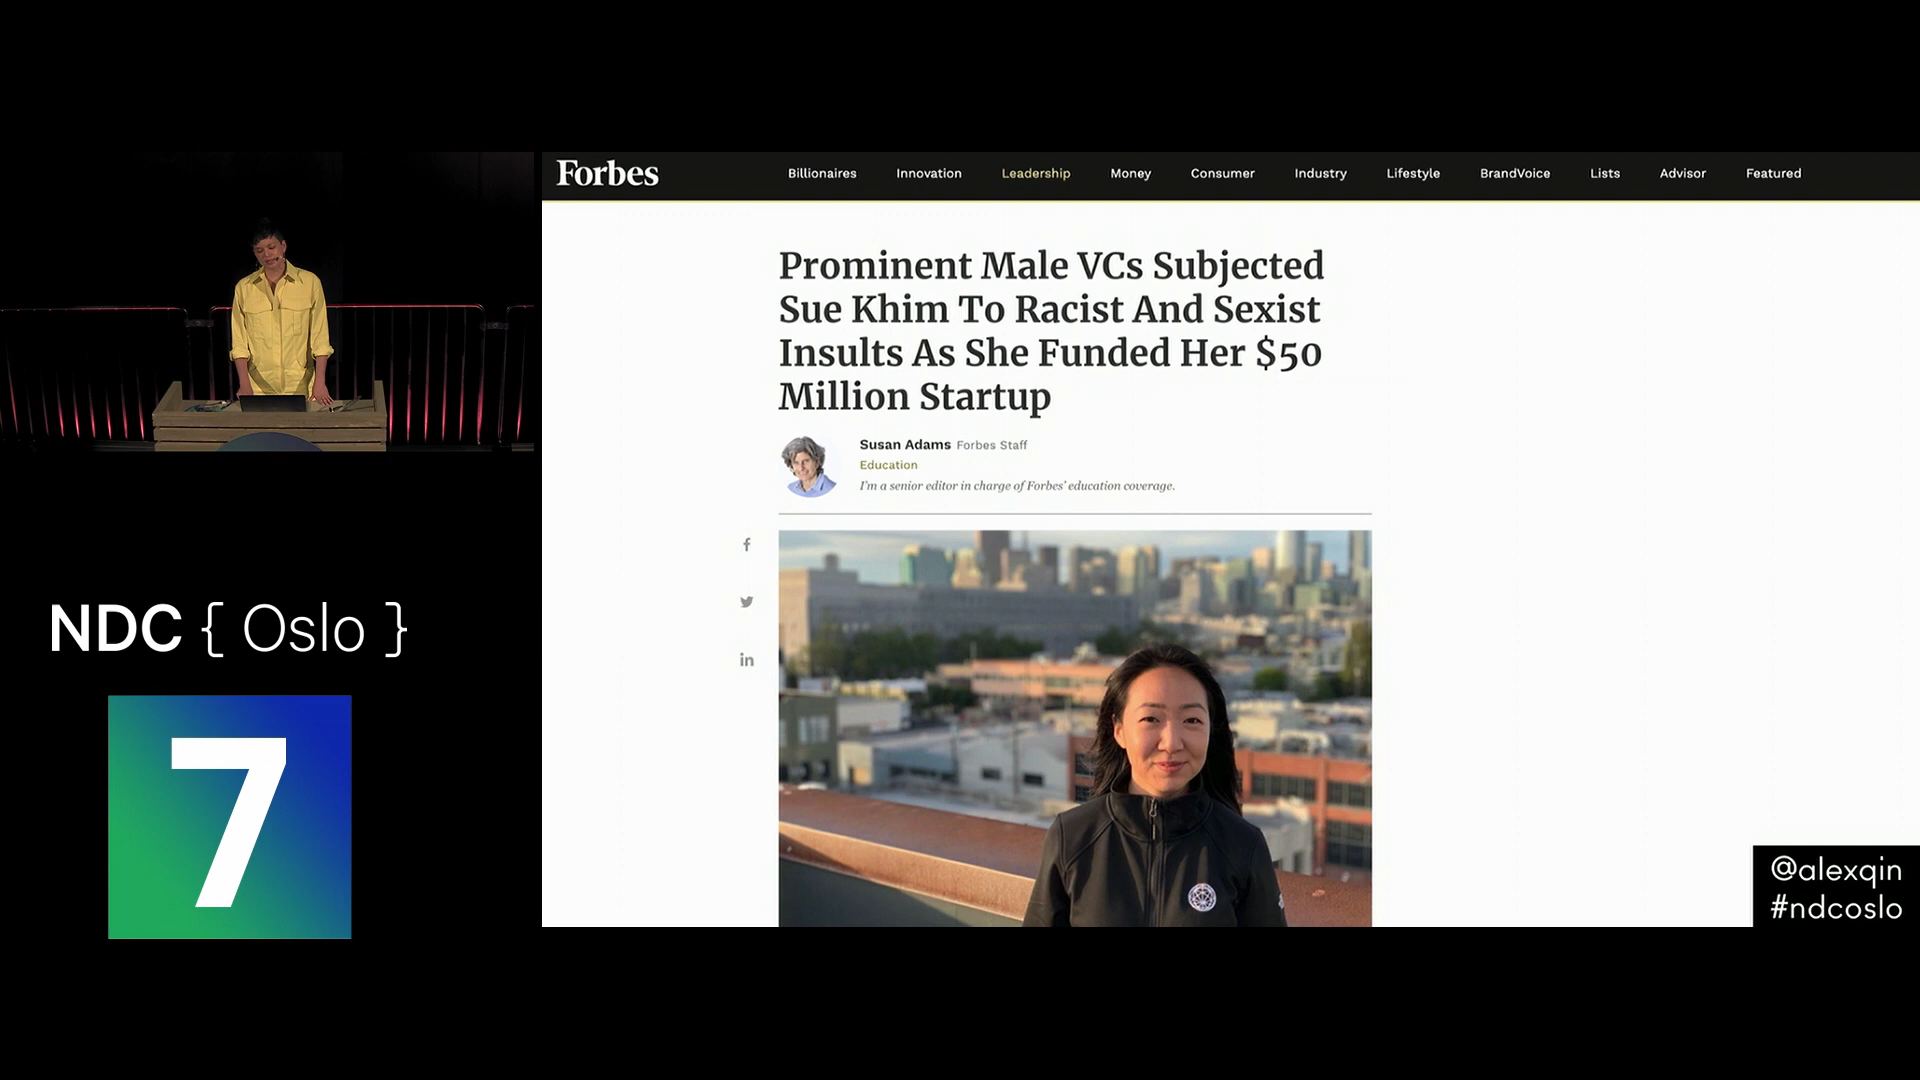 Forbes
Billionaires Innovation Leadership Money Consumer Industry Lifestyle BrandVoice Lists Advisor Featured
Prominent Male VCs Subjected
Sue Khim To Racist And Sexist
Insults As She Funded Her $50
Million Startup
Susan Adams Forbes Staff
Education
I'm a senior editor in charge of Forbes' education coverage.
f
in
NDC { Oslo }
7
@alexqin
#ndcoslo